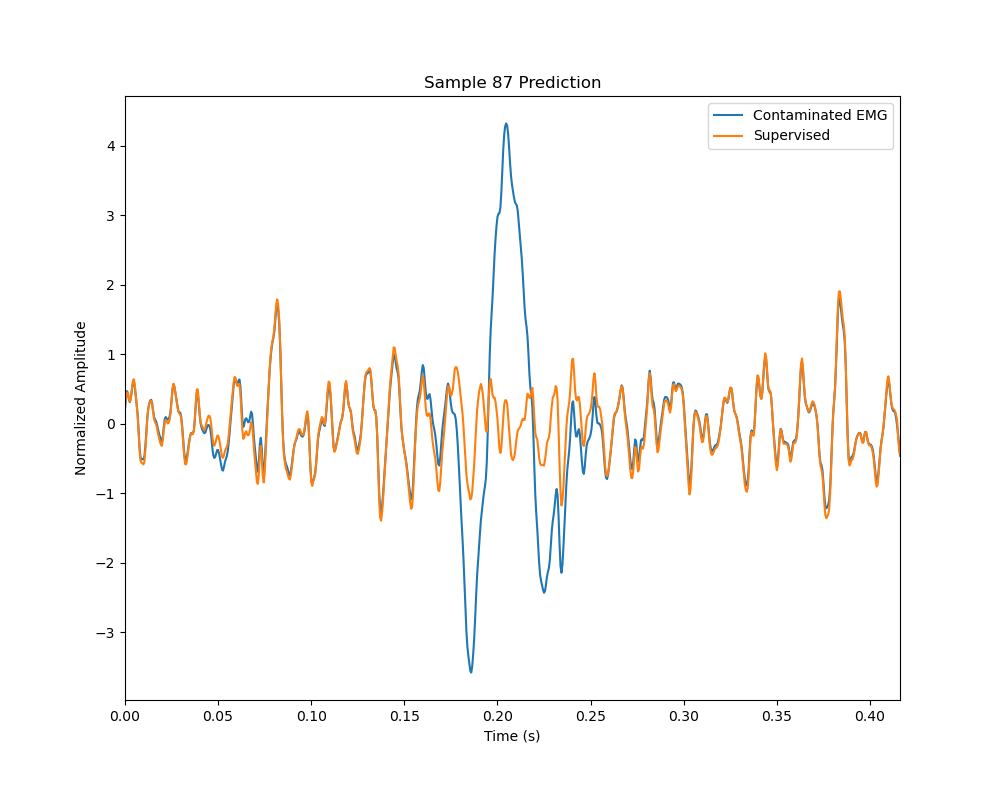 Sample 87 Prediction
Contaminated EMG
Supervised
Normalized Amplitude
4
3
2
1
0
−1
−2
−3
0.00 0.05 0.10 0.15 0.20 0.25 0.30 0.35 0.40
Time (s)